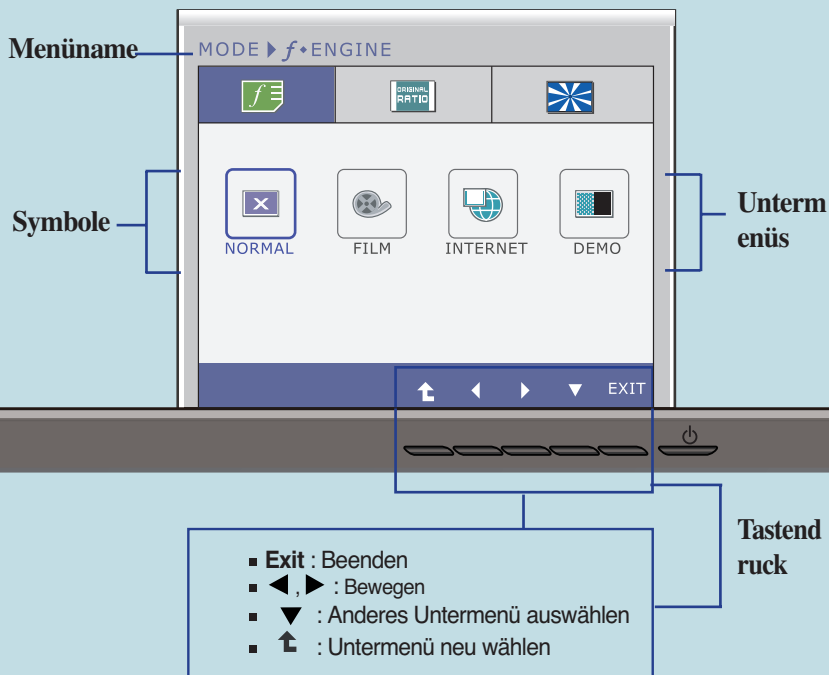 Menüname
MODE f ENGINE
f
ORIGINAL
RATIO
Symbole
NORMAL
FILM
INTERNET
DEMO
Unterm
enüs
EXIT
Tastend
ruck
Exit : Beenden
◀ , ▶ : Bewegen
▼ : Anderes Untermenü auswählen
: Untermenü neu wählen